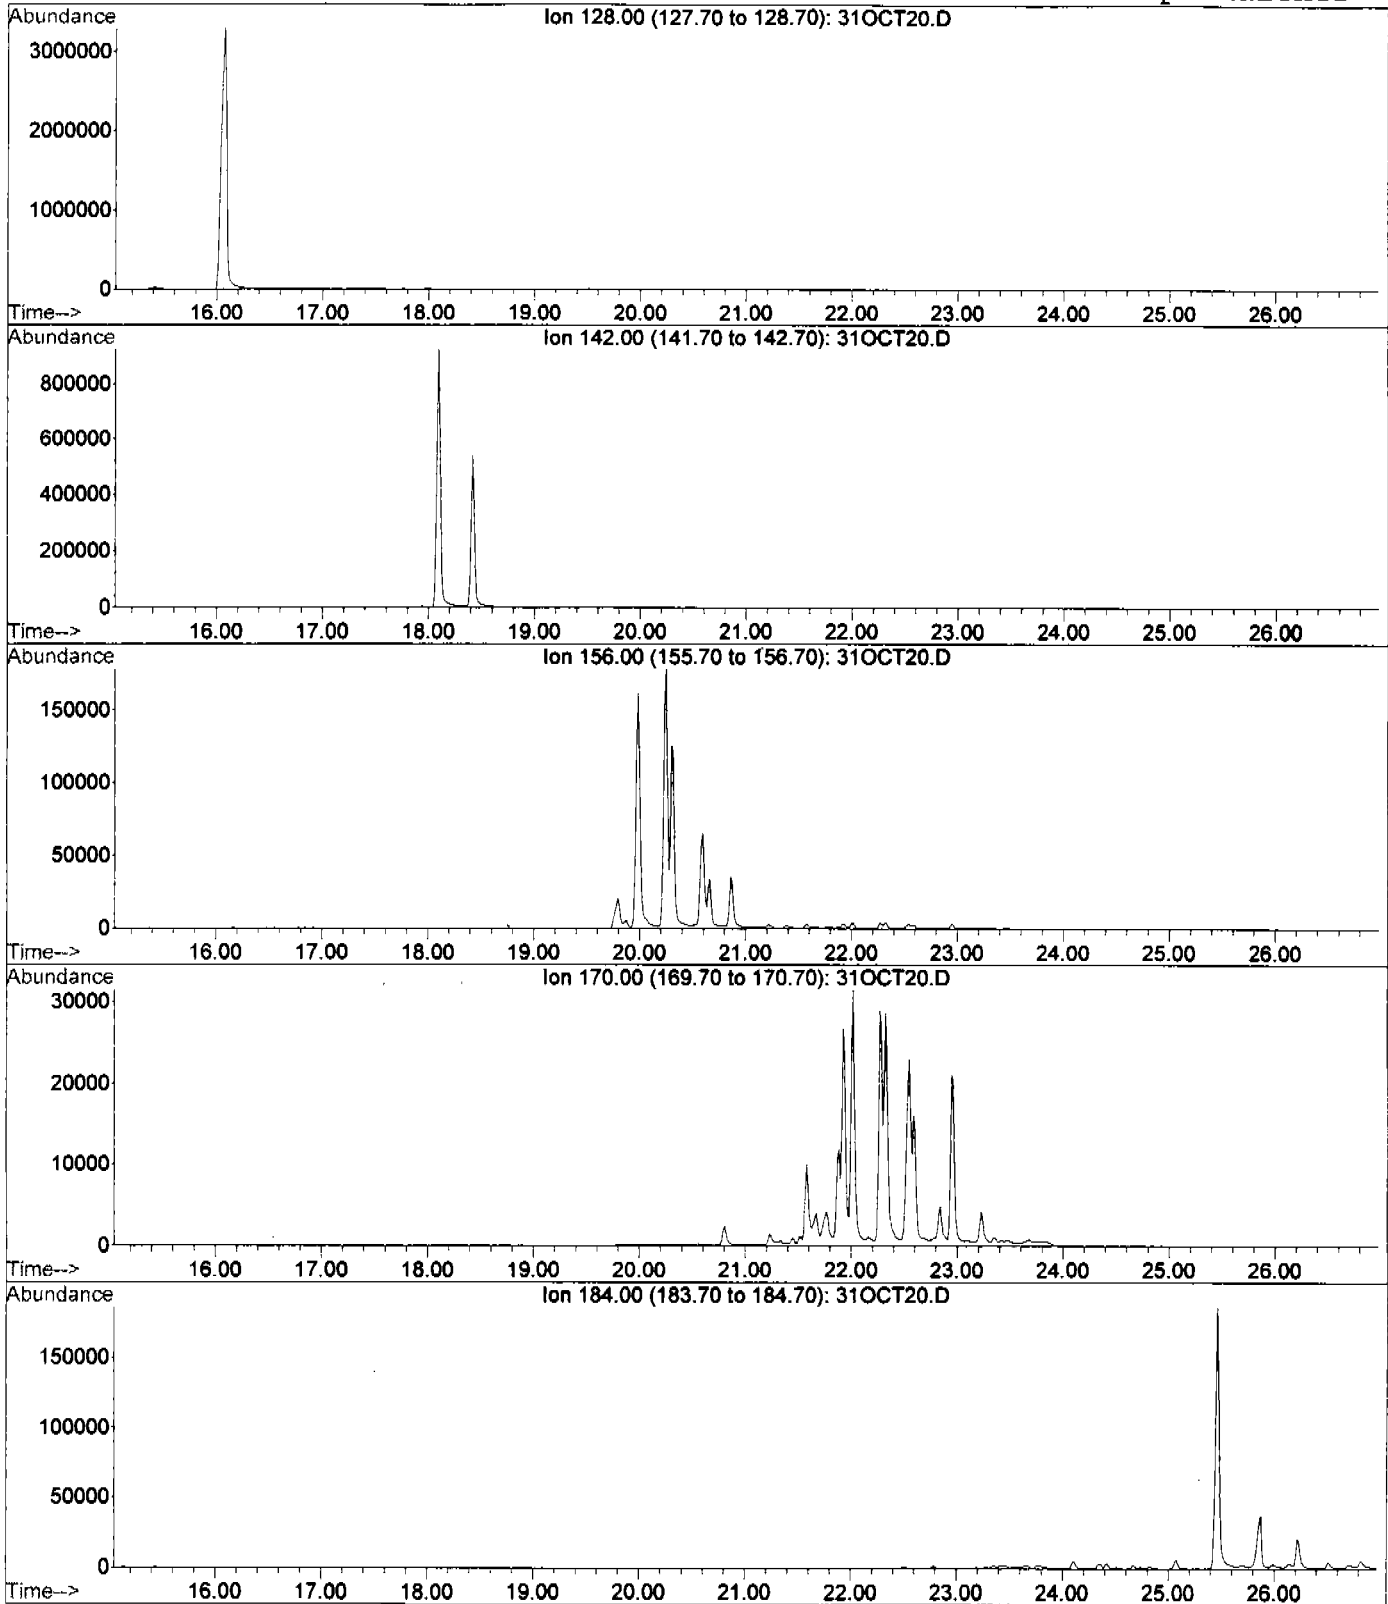 Abundance
Ion 128.00 (127.70 to 128.70): 31OCT20.D
3000000
2000000
1000000
0
Time-->
16.00 17.00 18.00 19.00 20.00 21.00 22.00 23.00 24.00 25.00 26.00
Abundance
Ion 142.00 (141.70 to 142.70): 31OCT20.D
800000
600000
400000
200000
0
Time-->
16.00 17.00 18.00 19.00 20.00 21.00 22.00 23.00 24.00 25.00 26.00
Abundance
Ion 156.00 (155.70 to 156.70): 31OCT20.D
150000
100000
50000
0
Time-->
16.00 17.00 18.00 19.00 20.00 21.00 22.00 23.00 24.00 25.00 26.00
Abundance
Ion 170.00 (169.70 to 170.70): 31OCT20.D
30000
20000
10000
0
Time-->
16.00 17.00 18.00 19.00 20.00 21.00 22.00 23.00 24.00 25.00 26.00
Abundance
Ion 184.00 (183.70 to 184.70): 31OCT20.D
150000
100000
50000
0
Time-->
16.00 17.00 18.00 19.00 20.00 21.00 22.00 23.00 24.00 25.00 26.00